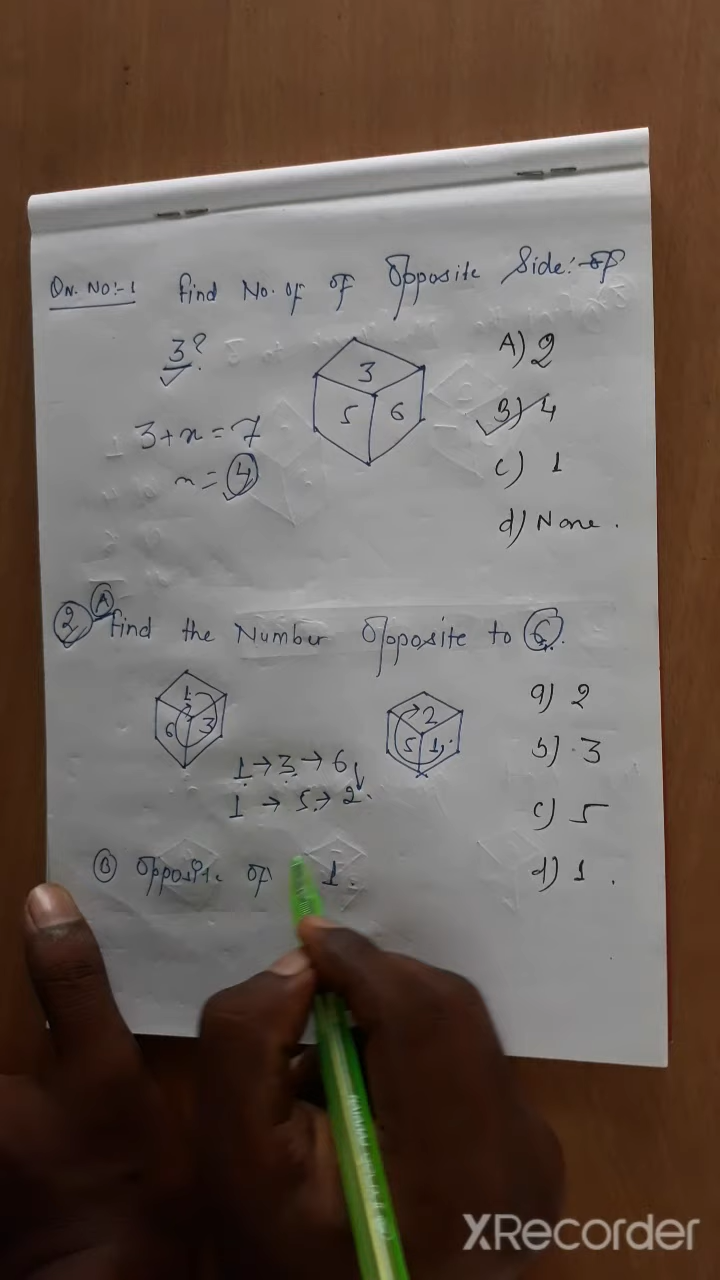 QN. NO:-1 Find No. of of Opposite Side:- of
3?
3
5 6
A) 2
B) 4
C) 1
d) None.
3+n=7
n=4
2 A Find the Number Opposite to 6.
1
6 3
2
5 1
1→3→6
1→5→2
a) 2
b) 3
c) 5
d) 1.
B Opposite of 1.
XRecorder